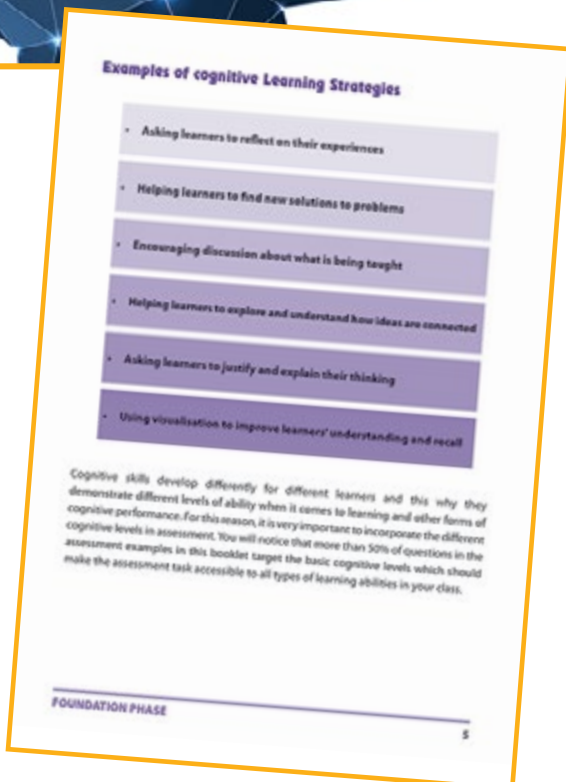 Examples of cognitive Learning Strategies
• Asking learners to reflect on their experiences
• Helping learners to find new solutions to problems
• Encouraging discussion about what is being taught
• Helping learners to explore and understand how ideas are connected
• Asking learners to justify and explain their thinking
• Using visualisation to improve learners' understanding and recall
Cognitive skills develop differently for different learners and this why they
demonstrate different levels of ability when it comes to learning and other forms of
cognitive performance. For this reason, it is very important to incorporate the different
cognitive levels in assessment. You will notice that more than 50% of questions in the
assessment examples in this booklet target the basic cognitive levels which should
make the assessment task accessible to all types of learning abilities in your class.
FOUNDATION PHASE
5